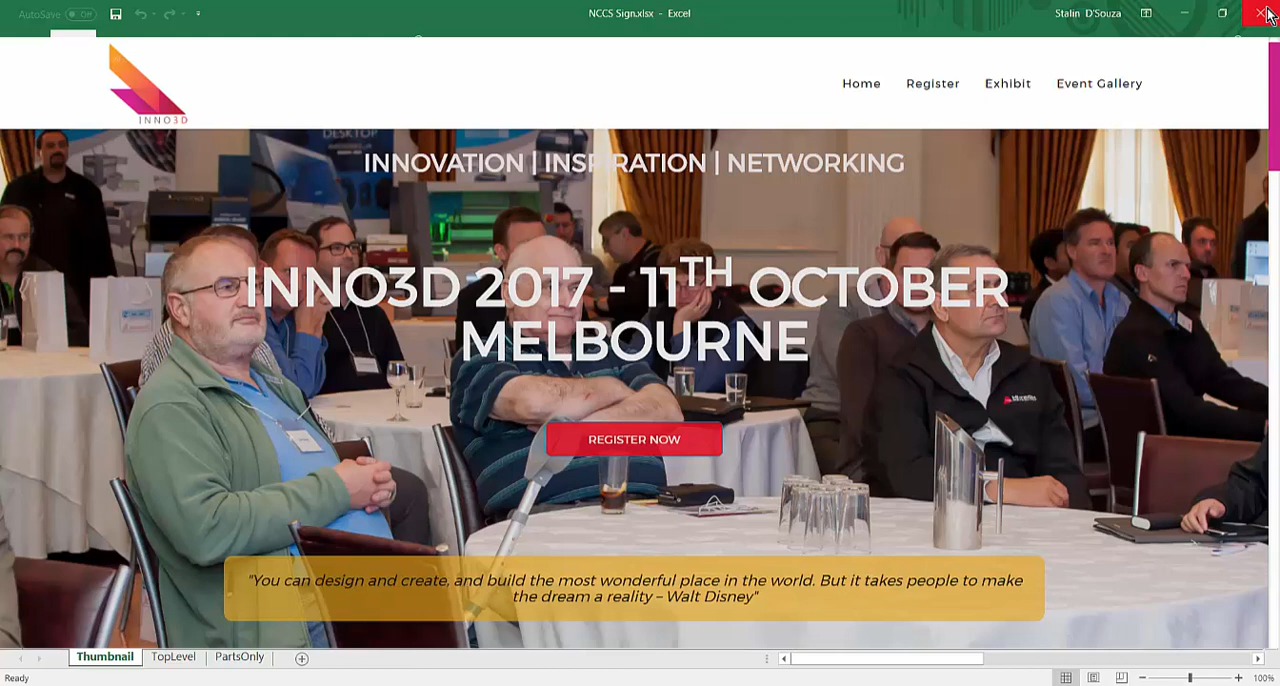 AutoSave Off
NCCS Sign.xlsx - Excel
Stalin D'Souza
INNO3D
Home Register Exhibit Event Gallery
DESKTOP
INNOVATION | INSPIRATION | NETWORKING
INNO3D 2017 - 11TH OCTOBER
MELBOURNE
REGISTER NOW
"You can design and create, and build the most wonderful place in the world. But it takes people to make
the dream a reality – Walt Disney"
Thumbnail TopLevel PartsOnly
Ready
100%